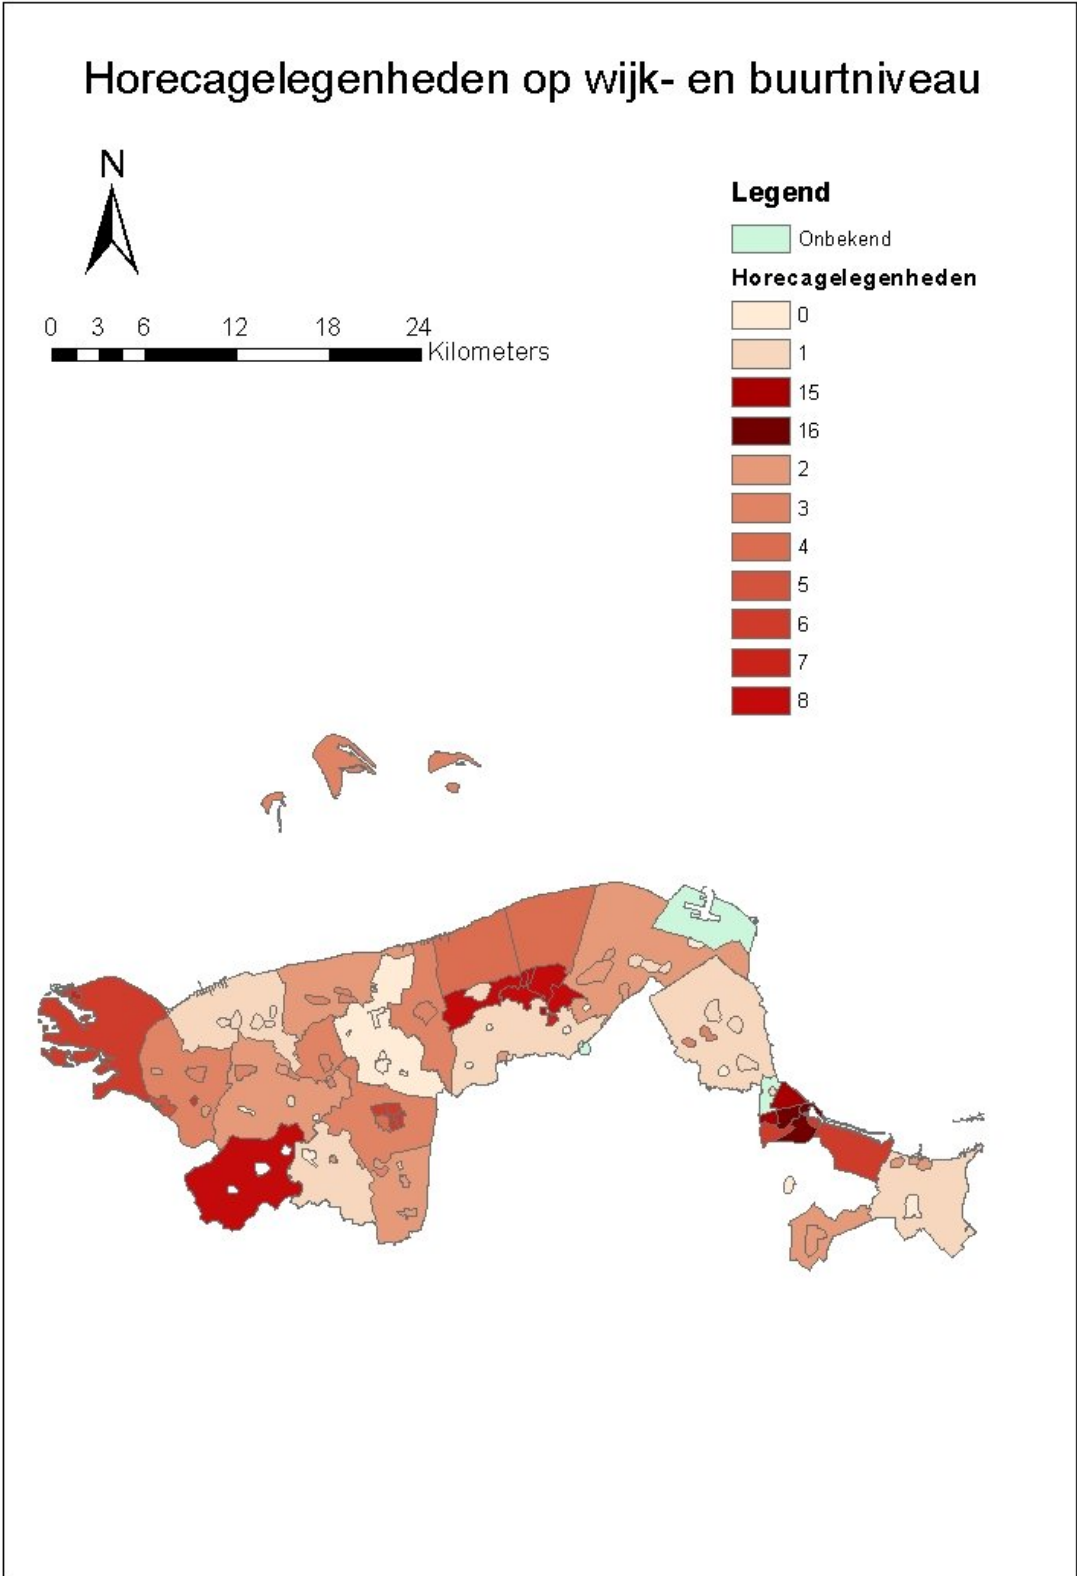 Horecagelegenheden op wijk- en buurtniveau
N
0 3 6 12 18 24
Kilometers
Legend
Onbekend
Horecagelegenheden
0
1
15
16
2
3
4
5
6
7
8